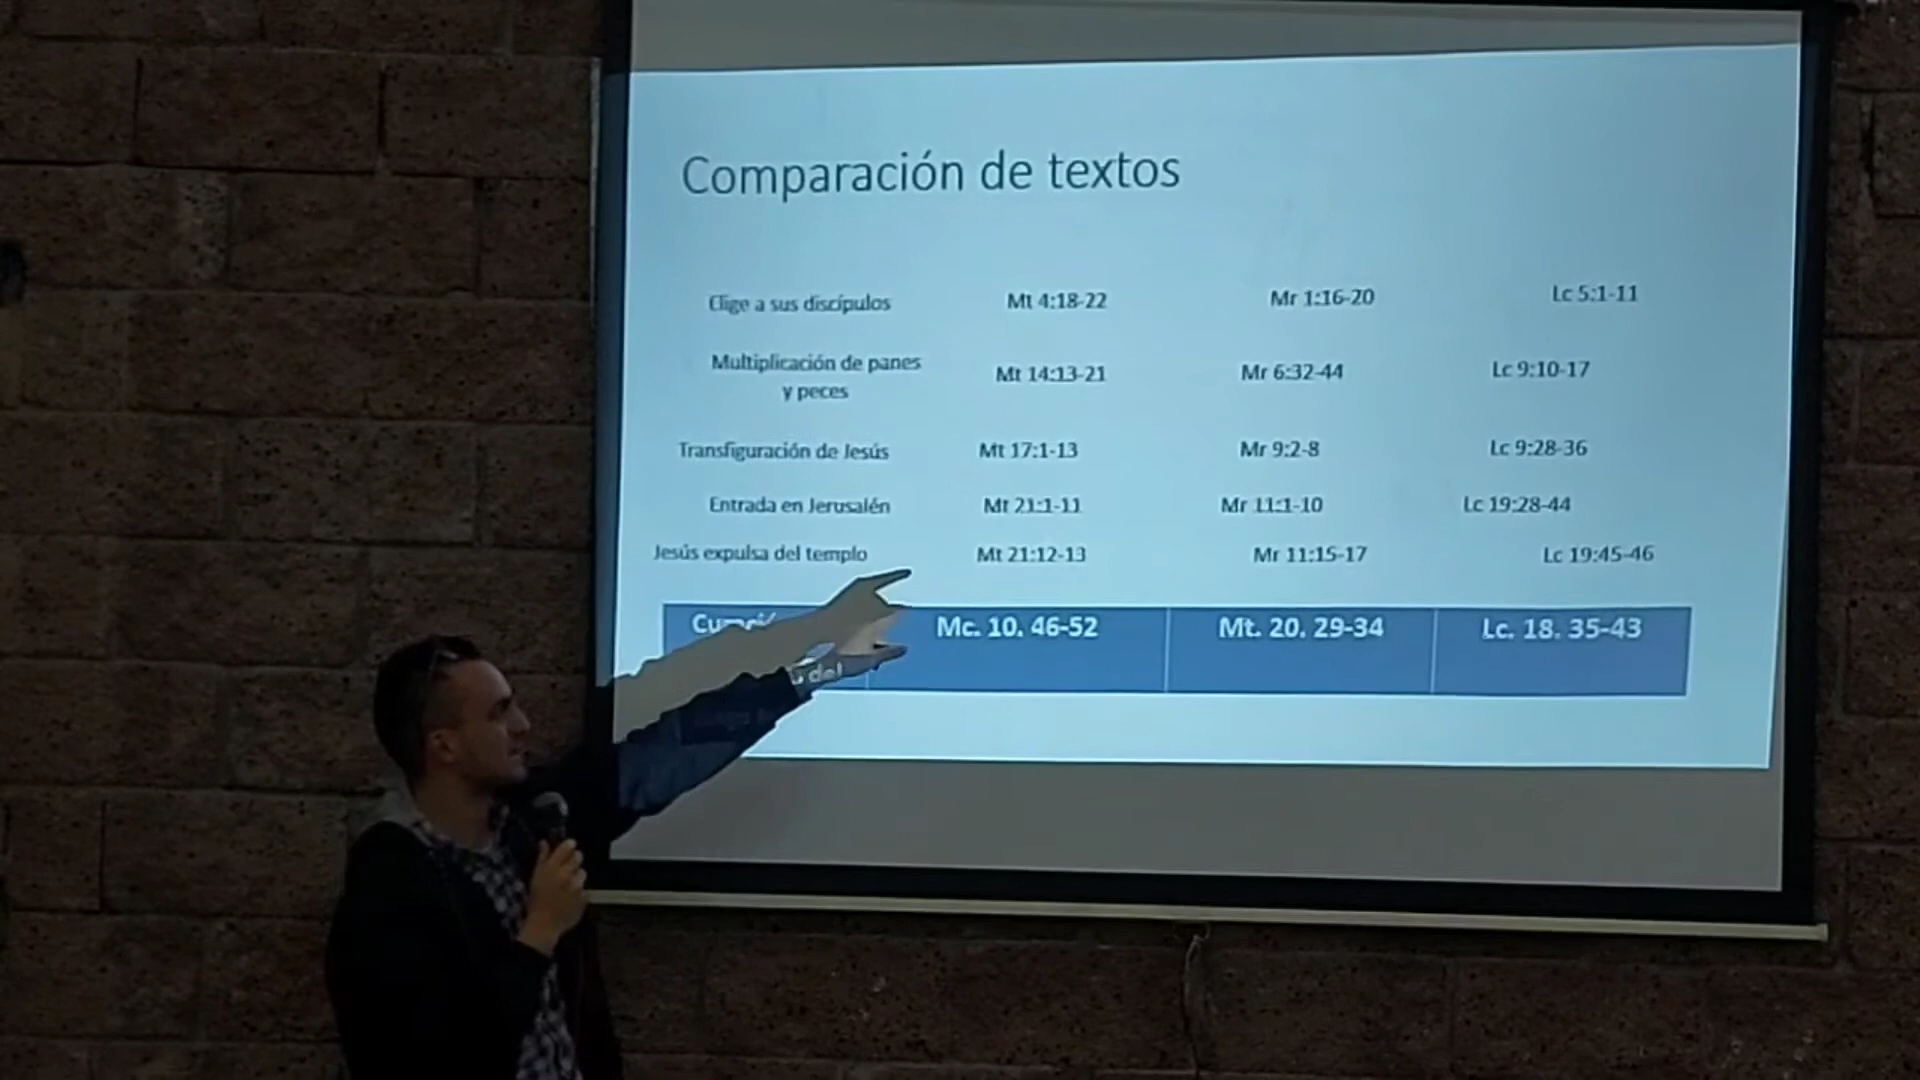 Comparación de textos
Elige a sus discípulos Mt 4:18-22 Mr 1:16-20 Lc 5:1-11
Multiplicación de panes
y peces Mt 14:13-21 Mr 6:32-44 Lc 9:10-17
Transfiguración de Jesús Mt 17:1-13 Mr 9:2-8 Lc 9:28-36
Entrada en Jerusalén Mt 21:1-11 Mr 11:1-10 Lc 19:28-44
Jesús expulsa del templo Mt 21:12-13 Mr 11:15-17 Lc 19:45-46
Mc. 10. 46-52 Mt. 20. 29-34 Lc. 18. 35-43
del